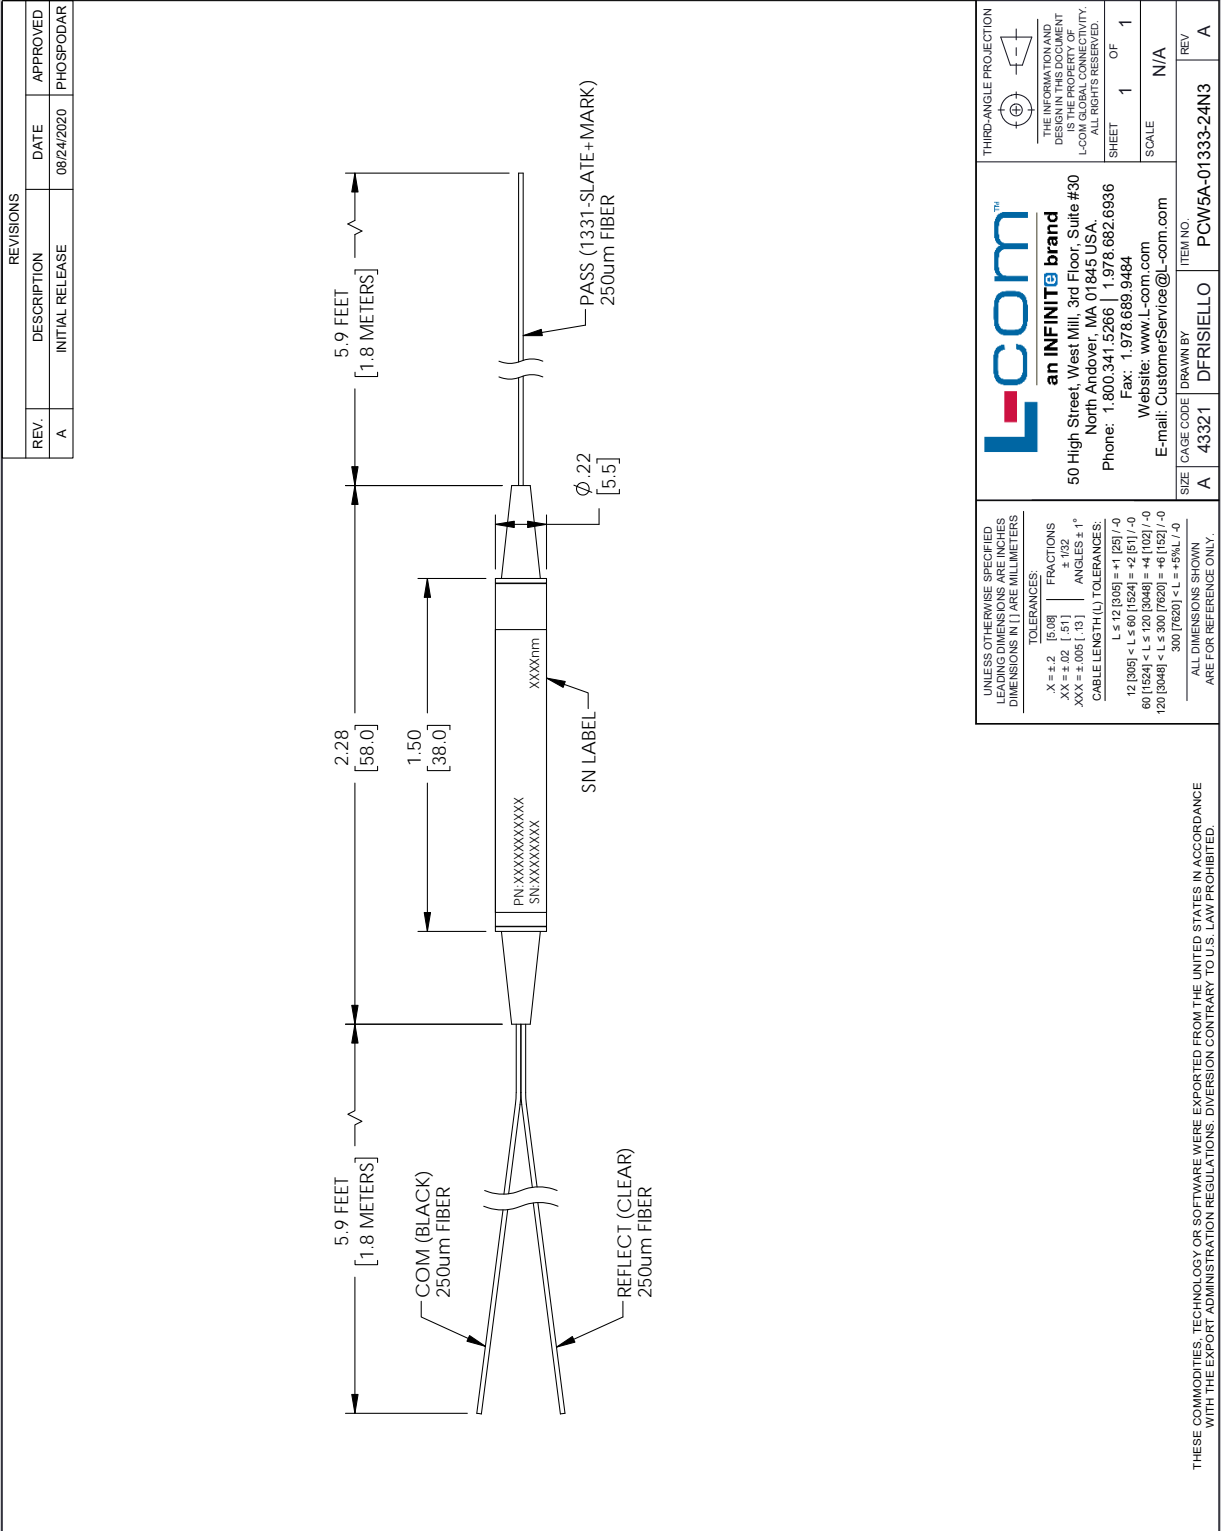 REVISIONS
REV. DESCRIPTION DATE APPROVED
A INITIAL RELEASE 08/24/2020 PHOSPODAR
5.9 FEET
[1.8 METERS]
2.28
[58.0]
5.9 FEET
[1.8 METERS]
1.50
[38.0]
COM (BLACK)
250um FIBER
PN:XXXXXXXXXXX
SN:XXXXXXXX
XXXXnm
Ø.22
[5.5]
PASS (1331-SLATE+MARK)
250um FIBER
SN LABEL
REFLECT (CLEAR)
250um FIBER
UNLESS OTHERWISE SPECIFIED
LEADING DIMENSIONS ARE INCHES
DIMENSIONS IN [ ] ARE MILLIMETERS
TOLERANCES:
.X = ± .2 [5.08] FRACTIONS
.XX = ± .02 [ .51] ± 1/32
.XXX = ± .005 [ .13 ] ANGLES ± 1°
CABLE LENGTH (L) TOLERANCES:
L ≤ 12 [305] = +1 [25] / -0
12 [305] < L ≤ 60 [1524] = +2 [51] / -0
60 [1524] < L ≤ 120 [3048] = +4 [102] / -0
120 [3048] < L ≤ 300 [7620] = +6 [152] / -0
300 [7620] < L = +5%L / -0
ALL DIMENSIONS SHOWN
ARE FOR REFERENCE ONLY.
L-com™
an INFINITe brand
50 High Street, West Mill, 3rd Floor, Suite #30
North Andover, MA 01845 USA.
Phone: 1.800.341.5266 | 1.978.682.6936
Fax: 1.978.689.9484
Website: www.L-com.com
E-mail: CustomerService@L-com.com
THIRD-ANGLE PROJECTION
THE INFORMATION AND
DESIGN IN THIS DOCUMENT
IS THE PROPERTY OF
L-COM GLOBAL CONNECTIVITY.
ALL RIGHTS RESERVED.
SHEET 1 OF 1
SCALE N/A
SIZE A
CAGE CODE 43321
DRAWN BY DFRISIELLO
ITEM NO. PCW5A-01333-24N3
REV A
THESE COMMODITIES, TECHNOLOGY OR SOFTWARE WERE EXPORTED FROM THE UNITED STATES IN ACCORDANCE
WITH THE EXPORT ADMINISTRATION REGULATIONS. DIVERSION CONTRARY TO U.S. LAW PROHIBITED.